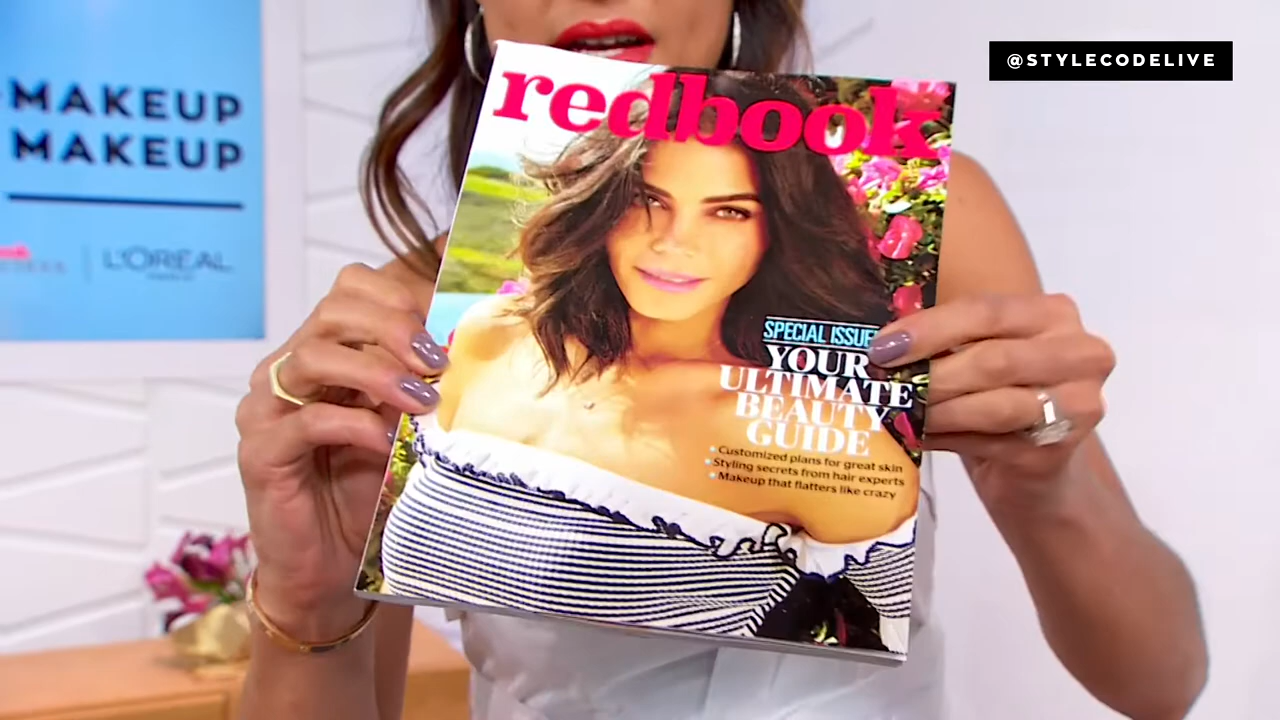 @STYLECODELIVE
MAKEUP
MAKEUP
L'ORÉAL
redbook
SPECIAL ISSUE
YOUR
ULTIMATE
BEAUTY
GUIDE
• Customized plans for great skin
• Styling secrets from hair experts
• Makeup that flatters like crazy